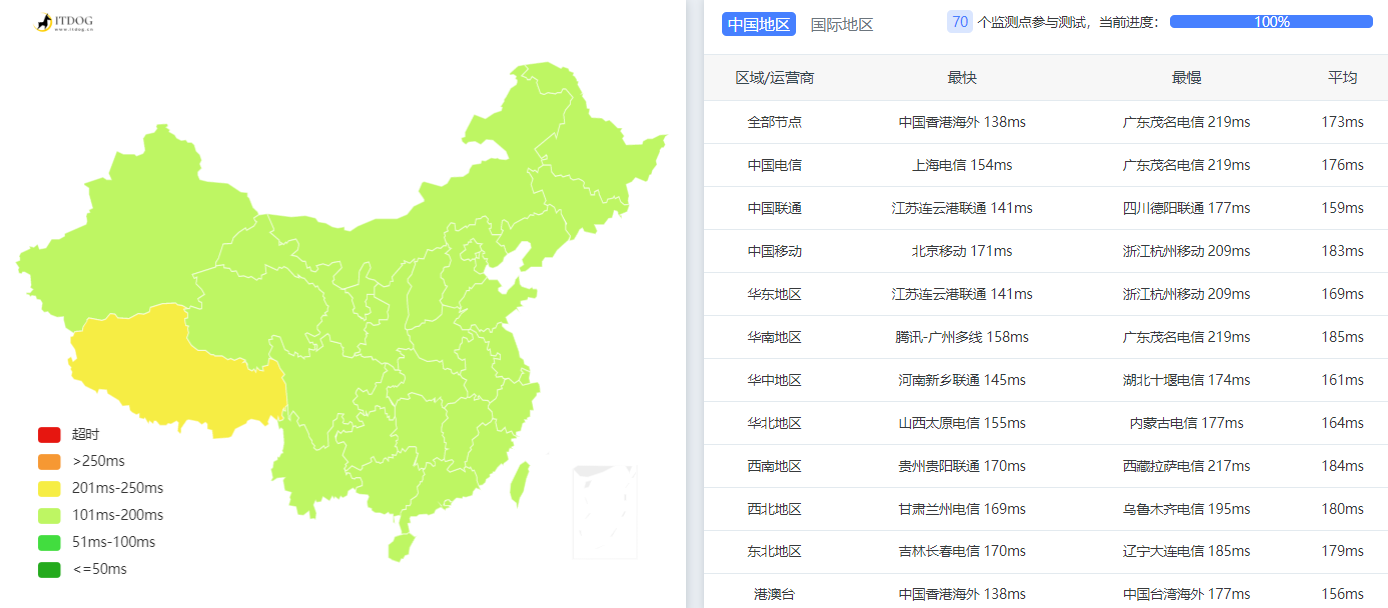 ITDOG
www.itdog.cn
超时
>250ms
201ms-250ms
101ms-200ms
51ms-100ms
<=50ms
中国地区 国际地区 70 个监测点参与测试，当前进度： 100%
区域/运营商 最快 最慢 平均
全部节点 中国香港海外 138ms 广东茂名电信 219ms 173ms
中国电信 上海电信 154ms 广东茂名电信 219ms 176ms
中国联通 江苏连云港联通 141ms 四川德阳联通 177ms 159ms
中国移动 北京移动 171ms 浙江杭州移动 209ms 183ms
华东地区 江苏连云港联通 141ms 浙江杭州移动 209ms 169ms
华南地区 腾讯-广州多线 158ms 广东茂名电信 219ms 185ms
华中地区 河南新乡联通 145ms 湖北十堰电信 174ms 161ms
华北地区 山西太原电信 155ms 内蒙古电信 177ms 164ms
西南地区 贵州贵阳联通 170ms 西藏拉萨电信 217ms 184ms
西北地区 甘肃兰州电信 169ms 乌鲁木齐电信 195ms 180ms
东北地区 吉林长春电信 170ms 辽宁大连电信 185ms 179ms
港澳台 中国香港海外 138ms 中国台湾海外 177ms 156ms